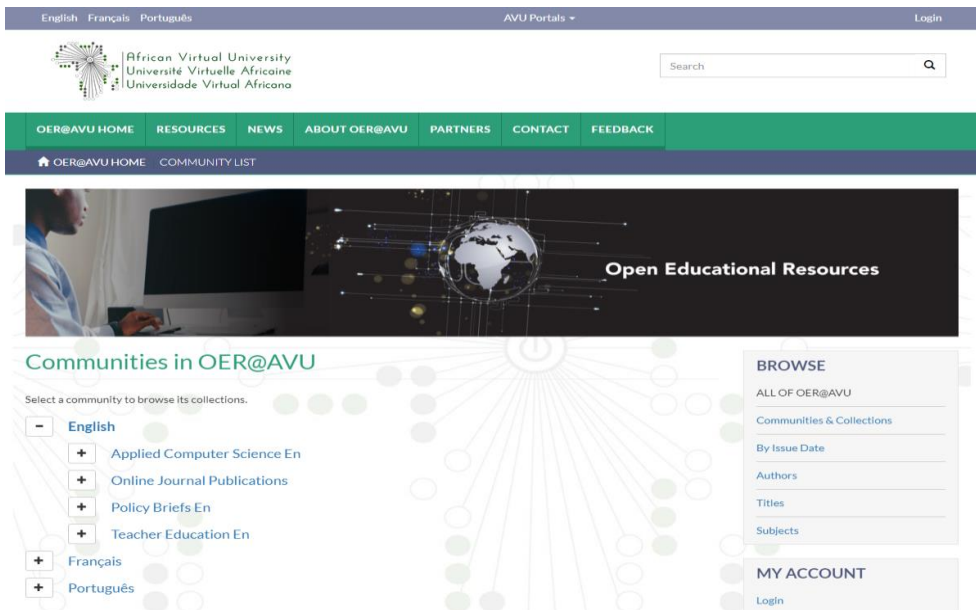 English Français Português AVU Portals Login
African Virtual University
Université Virtuelle Africaine
Universidade Virtual Africana
Search
OER@AVU HOME RESOURCES NEWS ABOUT OER@AVU PARTNERS CONTACT FEEDBACK
OER@AVU HOME COMMUNITY LIST
Open Educational Resources
Communities in OER@AVU
Select a community to browse its collections.
English
Applied Computer Science En
Online Journal Publications
Policy Briefs En
Teacher Education En
Français
Português
BROWSE
ALL OF OER@AVU
Communities & Collections
By Issue Date
Authors
Titles
Subjects
MY ACCOUNT
Login